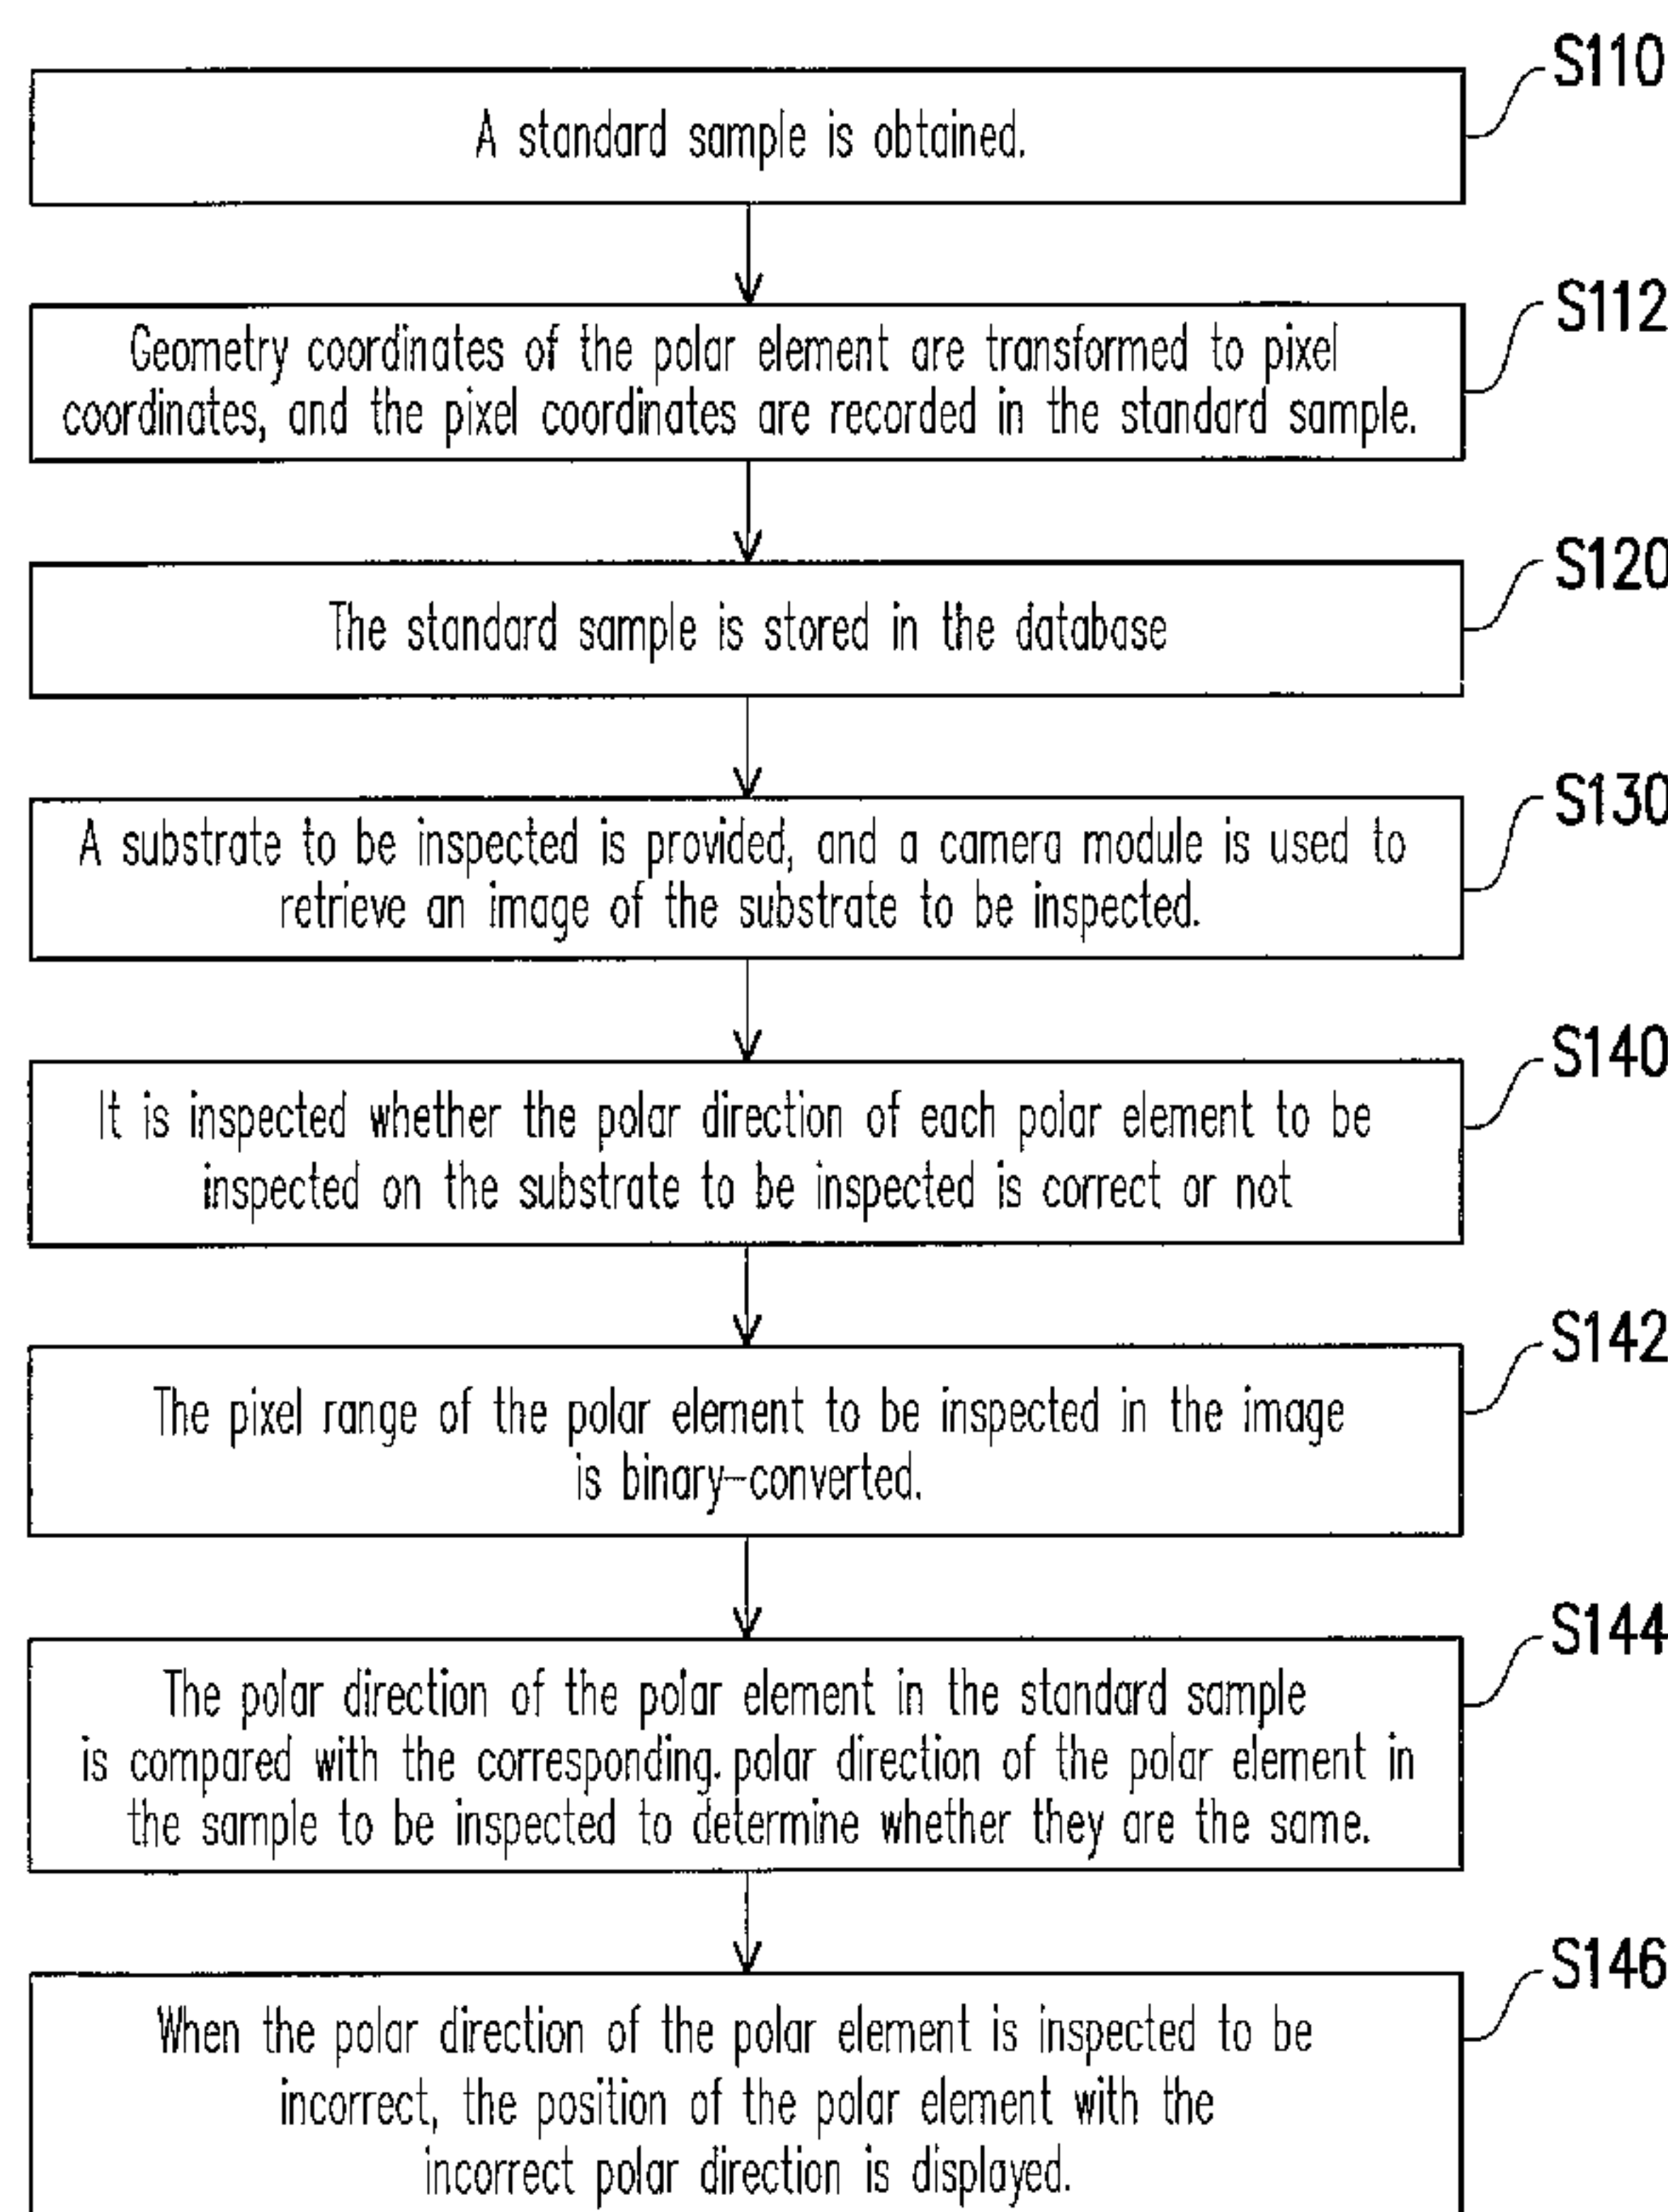 S110
A standard sample is obtained.
S112
Geometry coordinates of the polar element are transformed to pixel
coordinates, and the pixel coordinates are recorded in the standard sample.
S120
The standard sample is stored in the database
S130
A substrate to be inspected is provided, and a camera module is used to
retrieve an image of the substrate to be inspected.
S140
It is inspected whether the polar direction of each polar element to be
inspected on the substrate to be inspected is correct or not
S142
The pixel range of the polar element to be inspected in the image
is binary-converted.
S144
The polar direction of the polar element in the standard sample
is compared with the corresponding. polar direction of the polar element in
the sample to be inspected to determine whether they are the same.
S146
When the polar direction of the polar element is inspected to be
incorrect, the position of the polar element with the
incorrect polar direction is displayed.